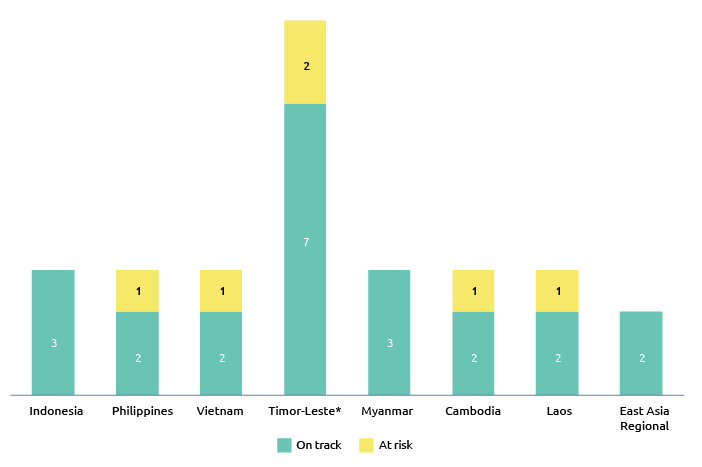 2
7
1
1
1
1
3
2
2
3
2
2
2
Indonesia
Philippines
Vietnam
Timor-Leste*
Myanmar
Cambodia
Laos
East Asia
Regional
On track
At risk